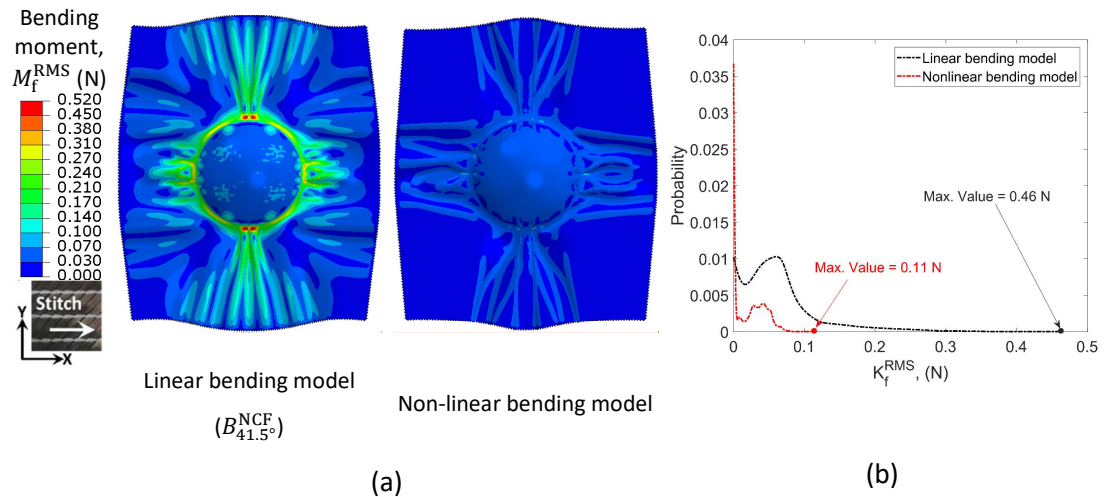 Bending
moment,
M_f^RMS (N)
0.520
0.450
0.380
0.310
0.270
0.240
0.170
0.140
0.100
0.070
0.030
0.000
Stitch
Y
X
Linear bending model
(B_41.5°^NCF)
Non-linear bending model
(a)
0.04
0.035
0.03
0.025
0.02
0.015
0.01
0.005
0
Probability
Linear bending model
Nonlinear bending model
Max. Value = 0.46 N
Max. Value = 0.11 N
0 0.1 0.2 0.3 0.4 0.5
K_f^RMS, (N)
(b)